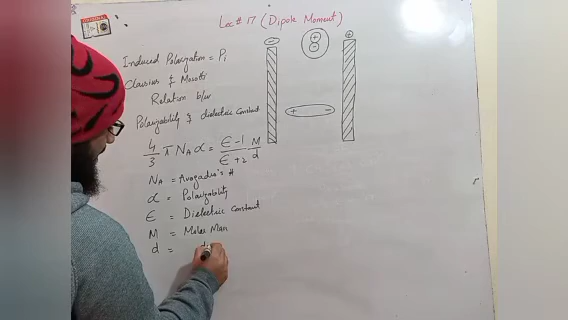 Lec # 17 (Dipole Moment)
Induced Polarization = Pi
Clausius & Mosotti
Relation b/w
Polarizability & dielectric Constant
4/3 π NA α = ε-1/ε+2 M/d
NA = Avogadro's #
α = Polarizability
ε = Dielectric Constant
M = Molar Mass
d = d
- +
+ -
+ -